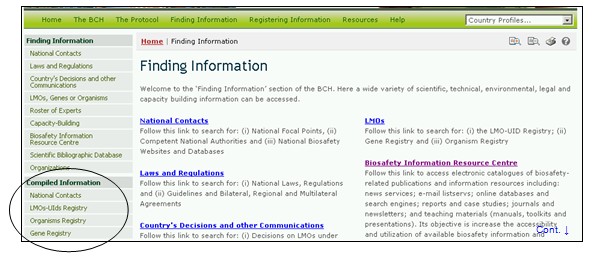 Home The BCH The Protocol Finding Information Registering Information Resources Help Country Profiles...
Finding Information
National Contacts
Laws and Regulations
Country's Decisions and other
Communications
LMOs, Genes or Organisms
Roster of Experts
Capacity-Building
Biosafety Information
Resource Centre
Scientific Bibliographic Database
Organizations
Compiled Information
National Contacts
LMOs-UIds Registry
Organisms Registry
Gene Registry
Home | Finding Information
Finding Information
Welcome to the 'Finding Information' section of the BCH. Here a wide variety of scientific, technical, environmental, legal and
capacity building information can be accessed.
National Contacts
Follow this link to search for: (i) National Focal Points, (ii)
Competent National Authorities and (iii) National Biosafety
Websites and Databases
Laws and Regulations
Follow this link to search for: (i) National Laws, Regulations
and (ii) Guidelines and Bilateral, Regional and Multilateral
Agreements
Country's Decisions and other Communications
Follow this link to search for: (i) Decisions on LMOs under
LMOs
Follow this link to search for: (i) the LMO-UID Registry; (ii)
Gene Registry and (iii) Organism Registry
Biosafety Information Resource Centre
Follow this link to access electronic catalogues of biosafety-
related publications and information resources including:
news services; e-mail listservs; online databases and
search engines; reports and case studies; journals and
newsletters; and teaching materials (manuals, toolkits and
presentations). Its objective is increase the accessibility
and utilization of available biosafety information and
Cont. ↓